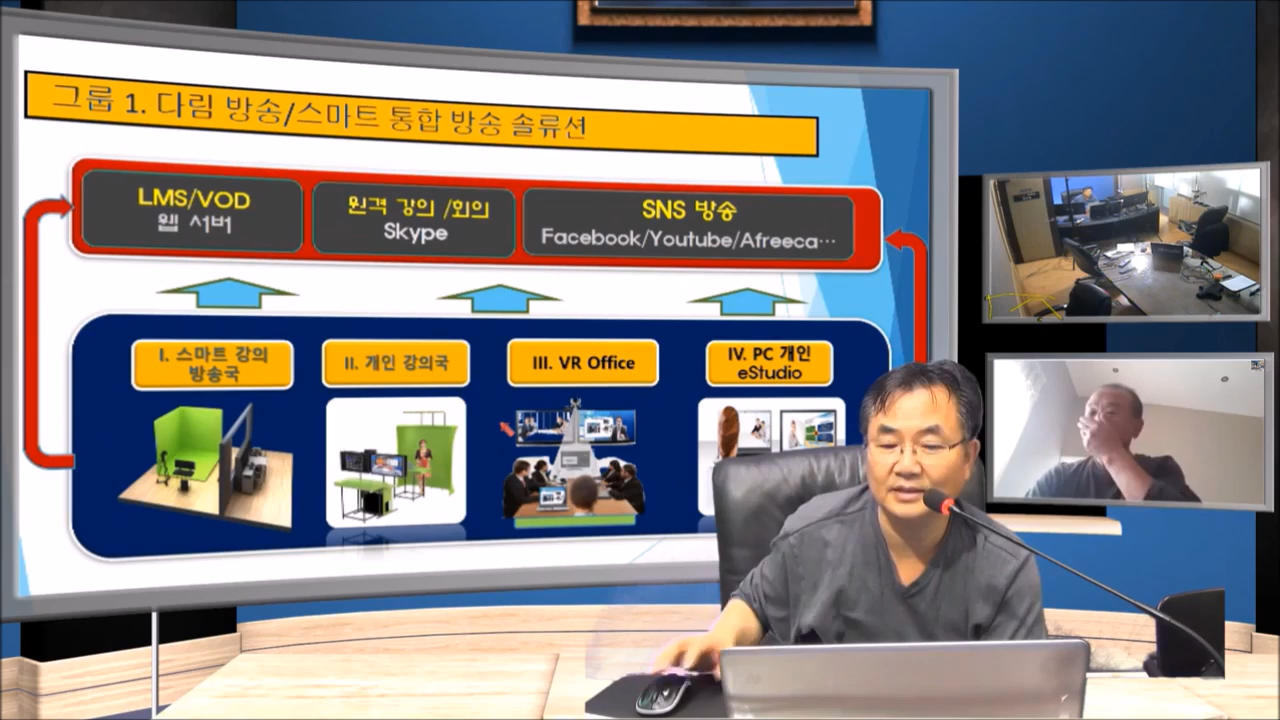 그룹 1. 다림 방송/스마트 통합 방송 솔류션
LMS/VOD
웹 서버
원격 강의 /회의
Skype
SNS 방송
Facebook/Youtube/Afreeca…
I. 스마트 강의
방송국
II. 개인 강의국
III. VR Office
IV. PC 개인
eStudio